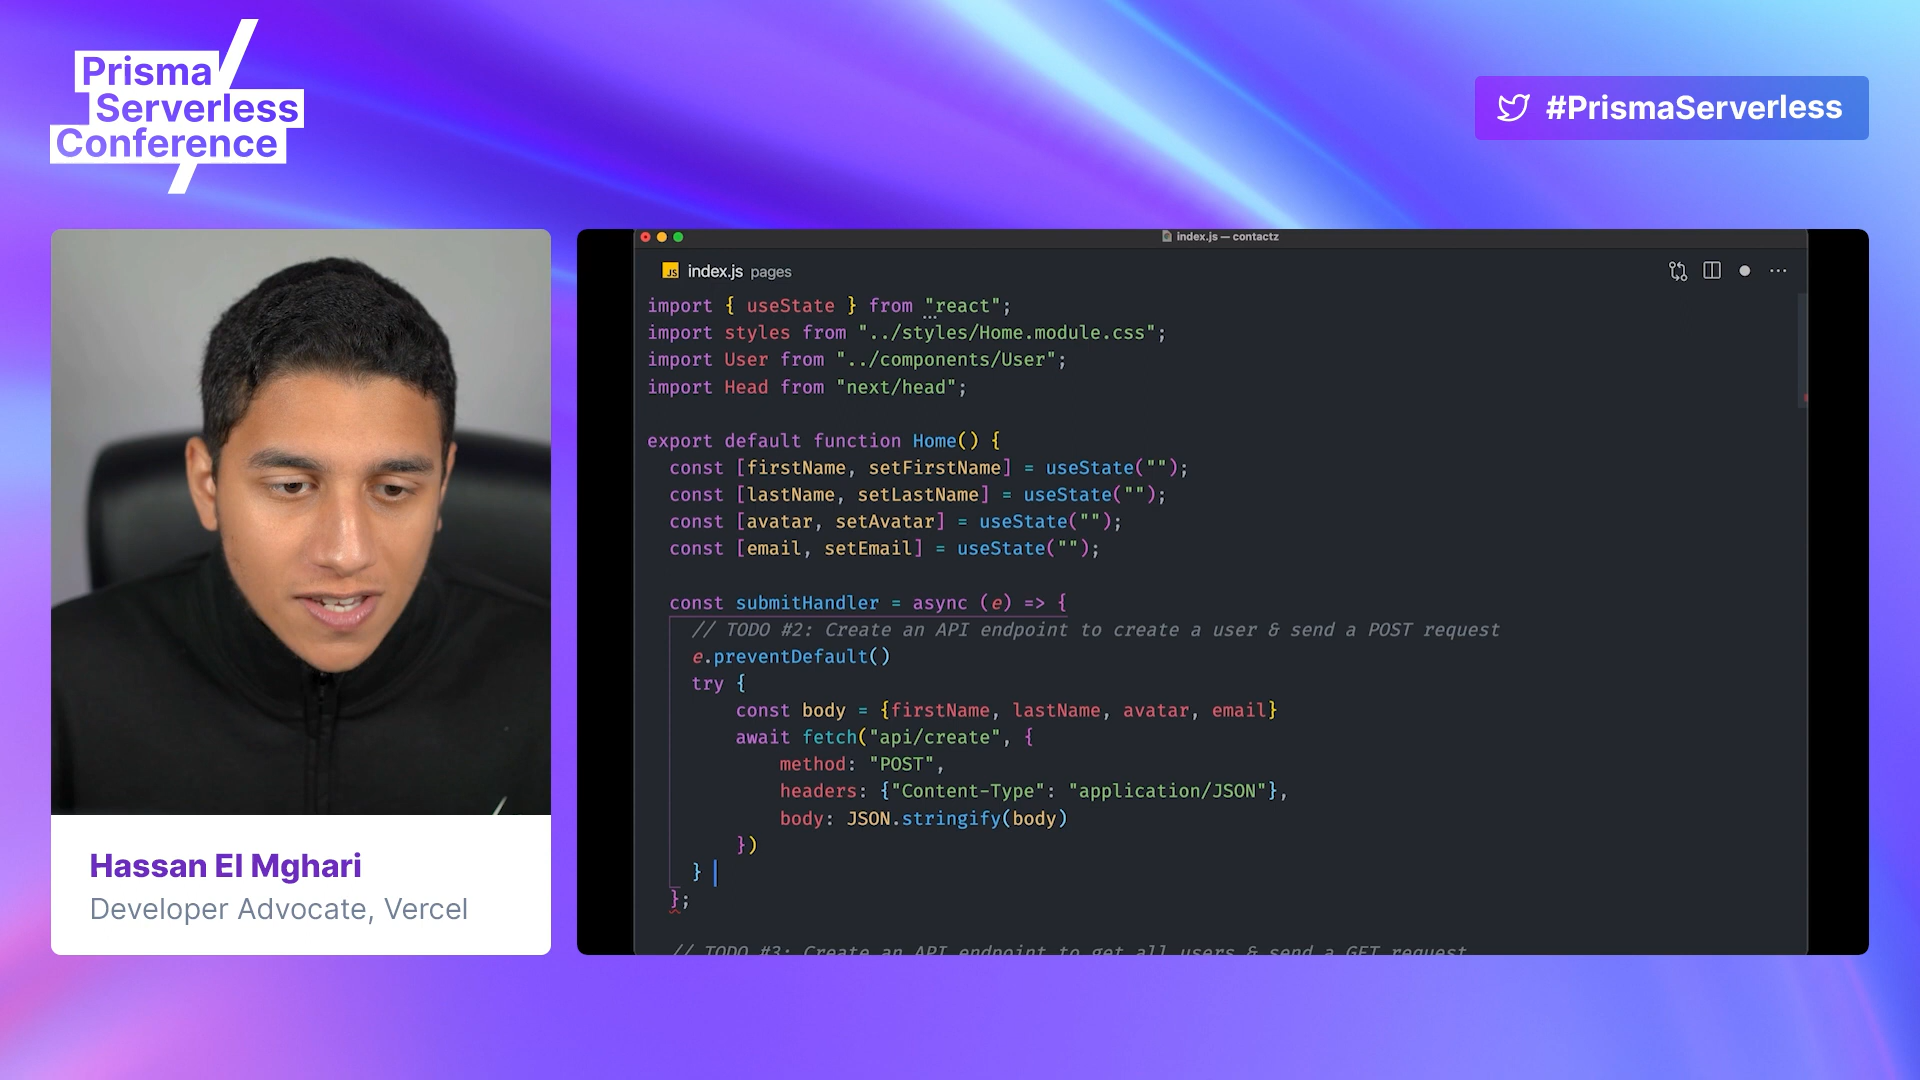 Prisma
Serverless
Conference
#PrismaServerless
index.js — contactz
JS index.js pages
import { useState } from "react";
import styles from "../styles/Home.module.css";
import User from "../components/User";
import Head from "next/head";
export default function Home() {
const [firstName, setFirstName] = useState("");
const [lastName, setLastName] = useState("");
const [avatar, setAvatar] = useState("");
const [email, setEmail] = useState("");
const submitHandler = async (e) => {
// TODO #2: Create an API endpoint to create a user & send a POST request
e.preventDefault()
try {
const body = {firstName, lastName, avatar, email}
await fetch("api/create", {
method: "POST",
headers: {"Content-Type": "application/JSON"},
body: JSON.stringify(body)
})
}
};
// TODO #3: Create an API endpoint to get all users & send a GET request
Hassan El Mghari
Developer Advocate, Vercel